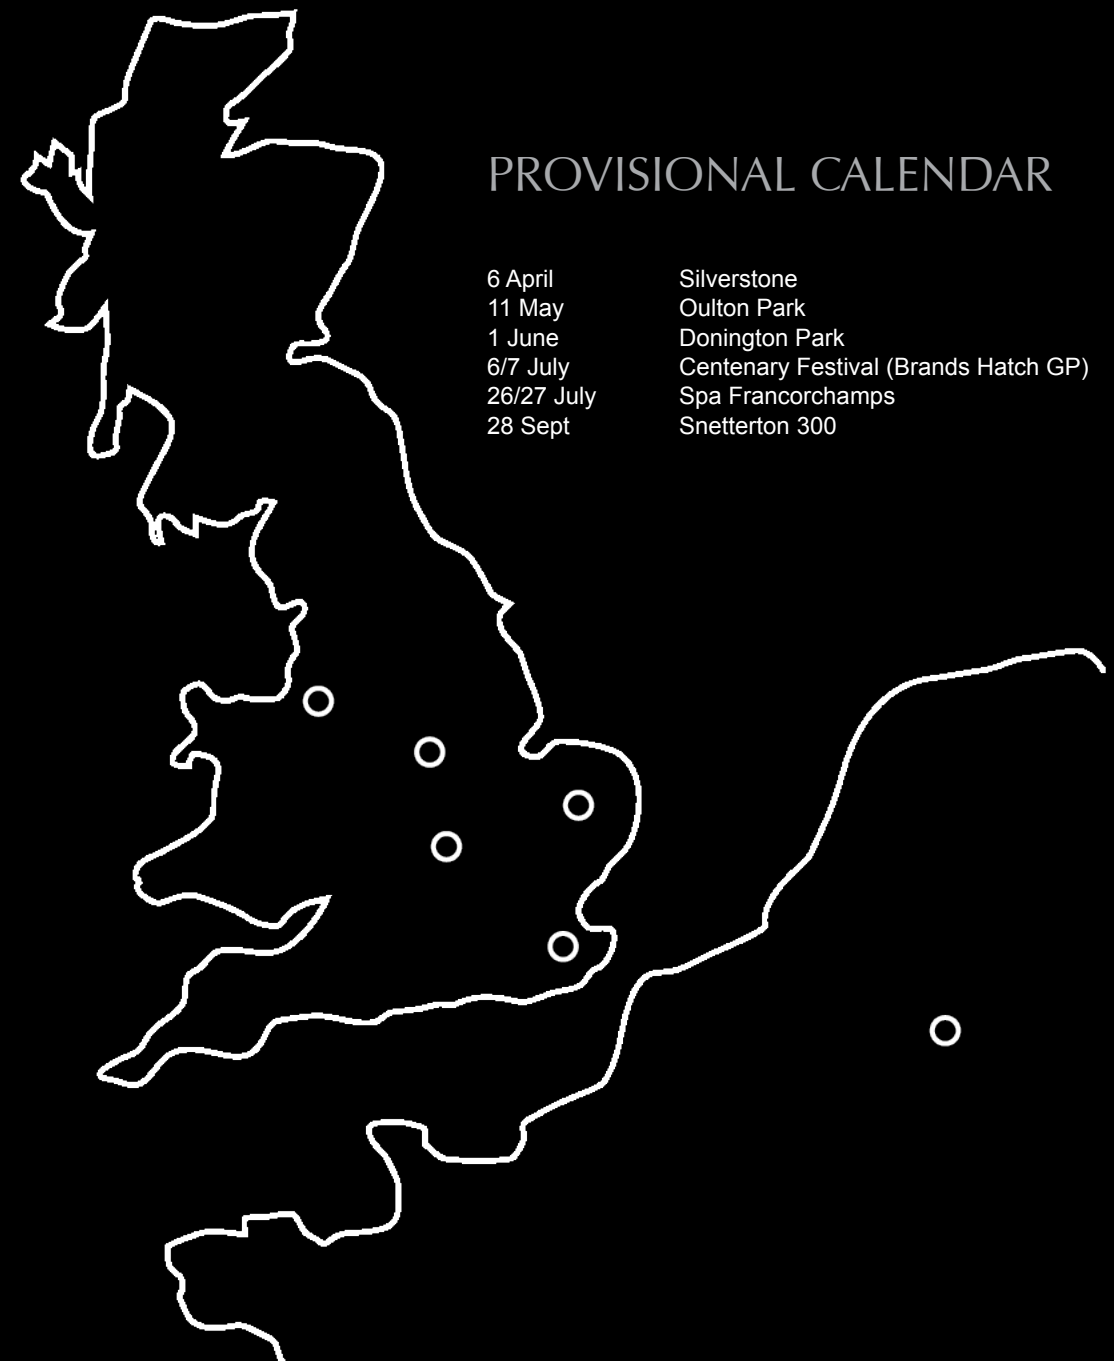 PROVISIONAL CALENDAR
6 April Silverstone
11 May Oulton Park
1 June Donington Park
6/7 July Centenary Festival (Brands Hatch GP)
26/27 July Spa Francorchamps
28 Sept Snetterton 300